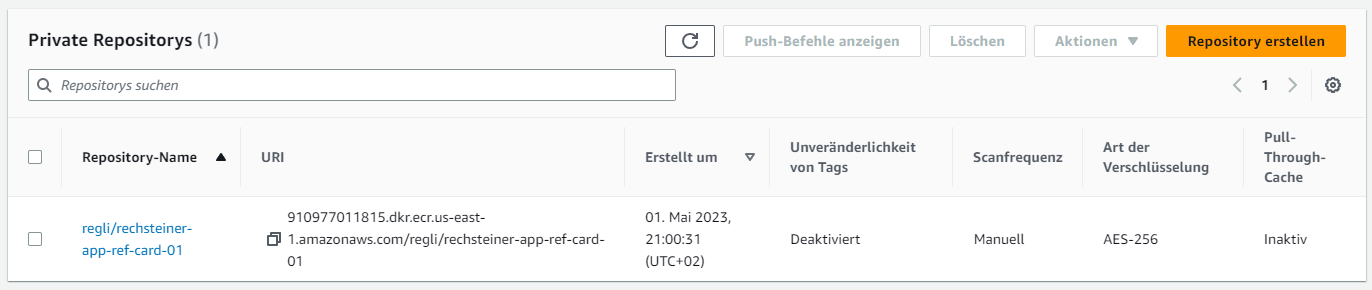 Private Repositorys (1)
Push-Befehle anzeigen
Löschen
Aktionen
Repository erstellen
Repositorys suchen
1
Repository-Name
URI
Erstellt um
Unveränderlichkeit
von Tags
Scanfrequenz
Art der
Verschlüsselung
Pull-
Through-
Cache
regli/rechsteiner-
app-ref-card-01
910977011815.dkr.ecr.us-east-
1.amazonaws.com/regli/rechsteiner-app-ref-card-
01
01. Mai 2023,
21:00:31
(UTC+02)
Deaktiviert
Manuell
AES-256
Inaktiv